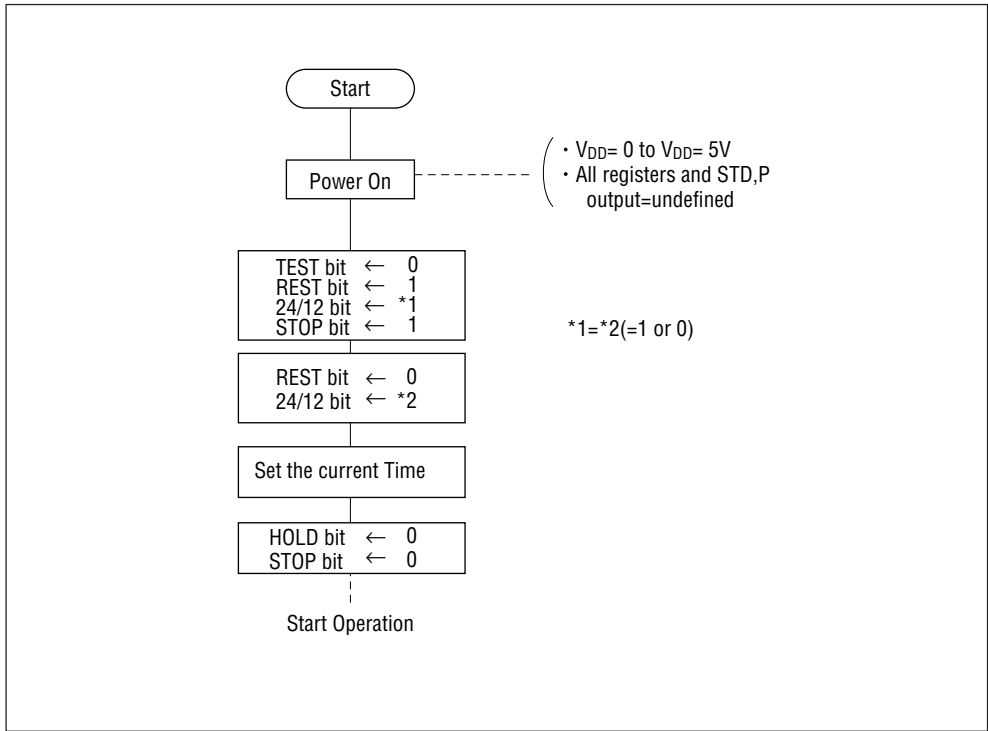 Start
Power On
· VDD= 0 to VDD= 5V
· All registers and STD,P
output=undefined
TEST bit ← 0
REST bit ← 1
24/12 bit ← *1
STOP bit ← 1
*1=*2(=1 or 0)
REST bit ← 0
24/12 bit ← *2
Set the current Time
HOLD bit ← 0
STOP bit ← 0
Start Operation